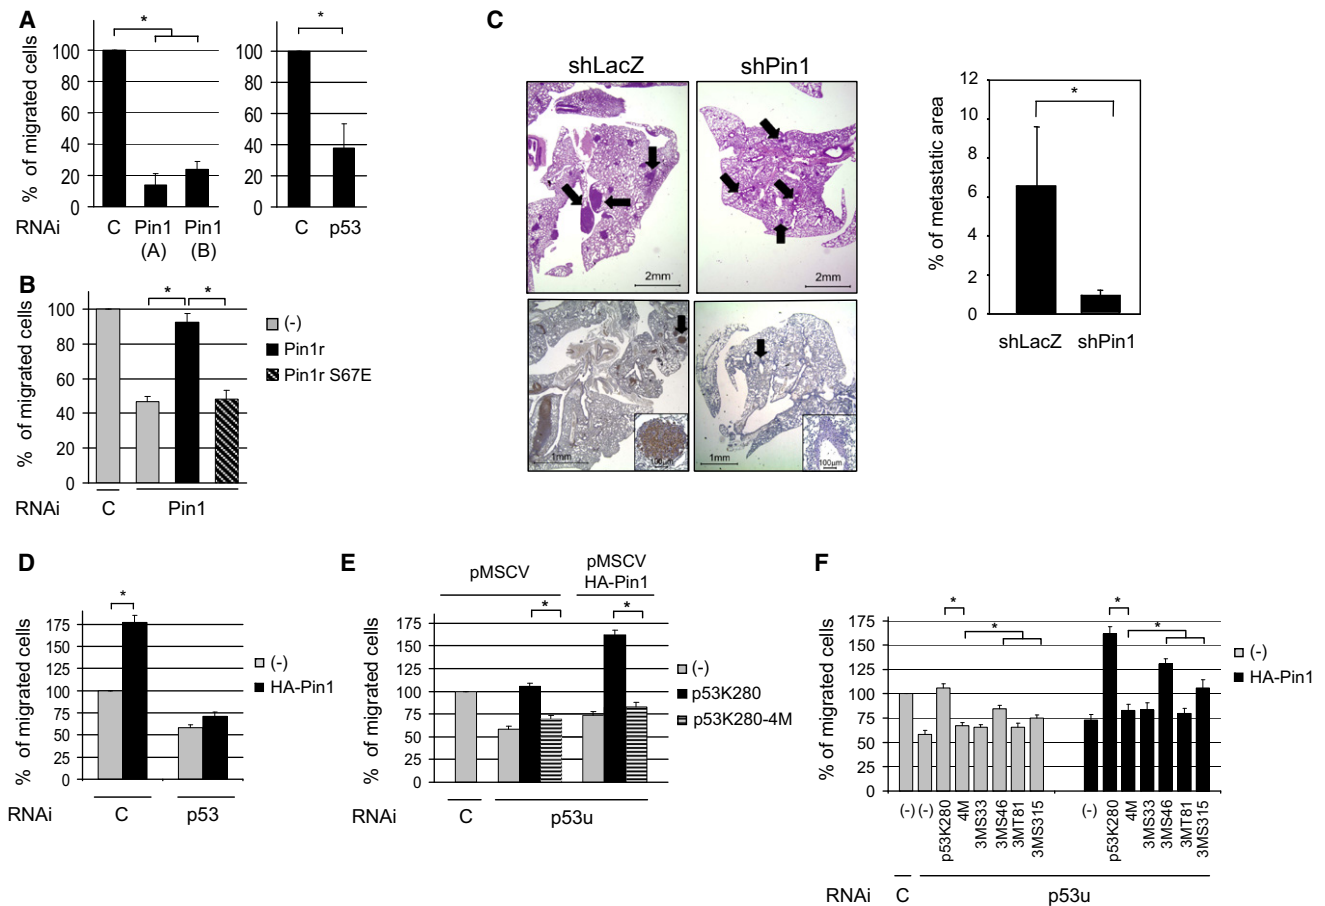 A
% of migrated cells
100
80
60
40
20
0
*
RNAi
C
Pin1
(A)
Pin1
(B)
100
80
60
40
20
0
*
C
p53
B
% of migrated cells
100
80
60
40
20
0
*
*
(-)
Pin1r
Pin1r S67E
RNAi
C
Pin1
C
shLacZ
shPin1
2mm
2mm
1mm
100µm
1mm
100µm
% of metastatic area
12
10
8
6
4
2
0
*
shLacZ
shPin1
D
% of migrated cells
175
150
125
100
75
50
25
0
*
(-)
HA-Pin1
RNAi
C
p53
E
pMSCV
pMSCV
HA-Pin1
% of migrated cells
175
150
125
100
75
50
25
0
*
*
(-)
p53K280
p53K280-4M
RNAi
C
p53u
F
% of migrated cells
175
150
125
100
75
50
25
0
*
*
*
*
(-)
HA-Pin1
(-)
(-)
p53K280
4M
3MS33
3MS46
3MT81
3MS315
(-)
p53K280
4M
3MS33
3MS46
3MT81
3MS315
RNAi
C
p53u